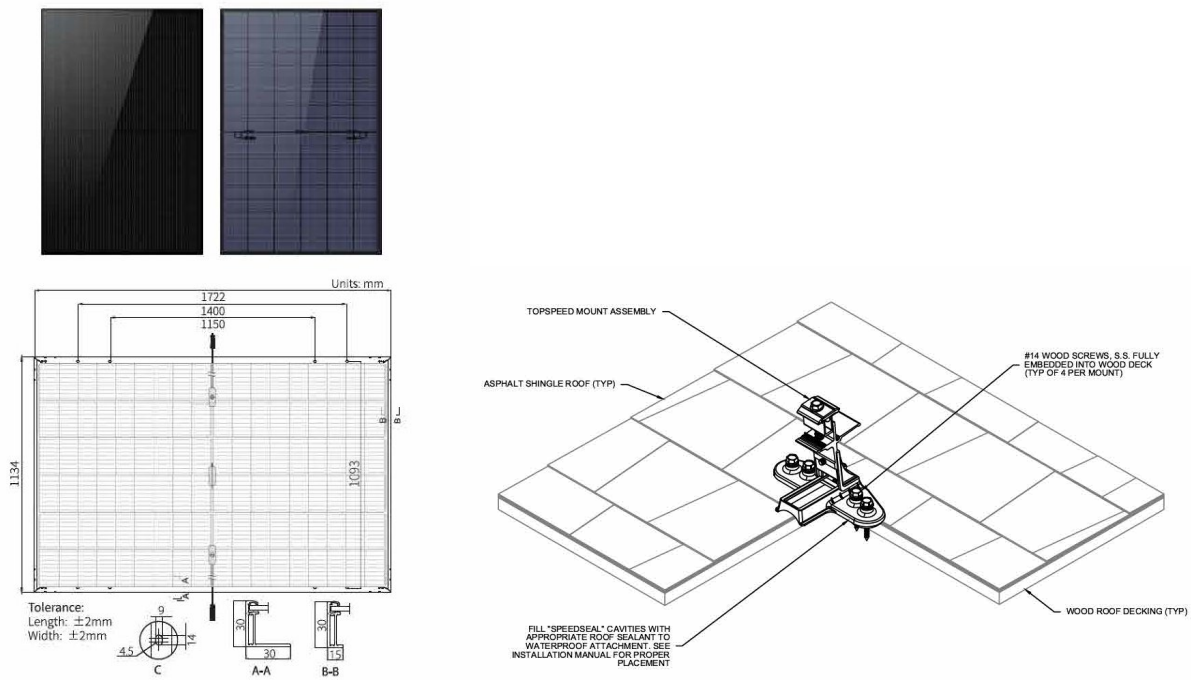 Units: mm
1722
1400
1150
1134
1093
B
B
A
A
Tolerance:
Length: ±2mm
Width: ±2mm
9
14
4.5
C
30
30
A-A
30
15
B-B
TOPSPEED MOUNT ASSEMBLY
ASPHALT SHINGLE ROOF (TYP)
#14 WOOD SCREWS, S.S. FULLY
EMBEDDED INTO WOOD DECK
(TYP OF 4 PER MOUNT)
WOOD ROOF DECKING (TYP)
FILL "SPEEDSEAL" CAVITIES WITH
APPROPRIATE ROOF SEALANT TO
WATERPROOF ATTACHMENT. SEE
INSTALLATION MANUAL FOR PROPER
PLACEMENT